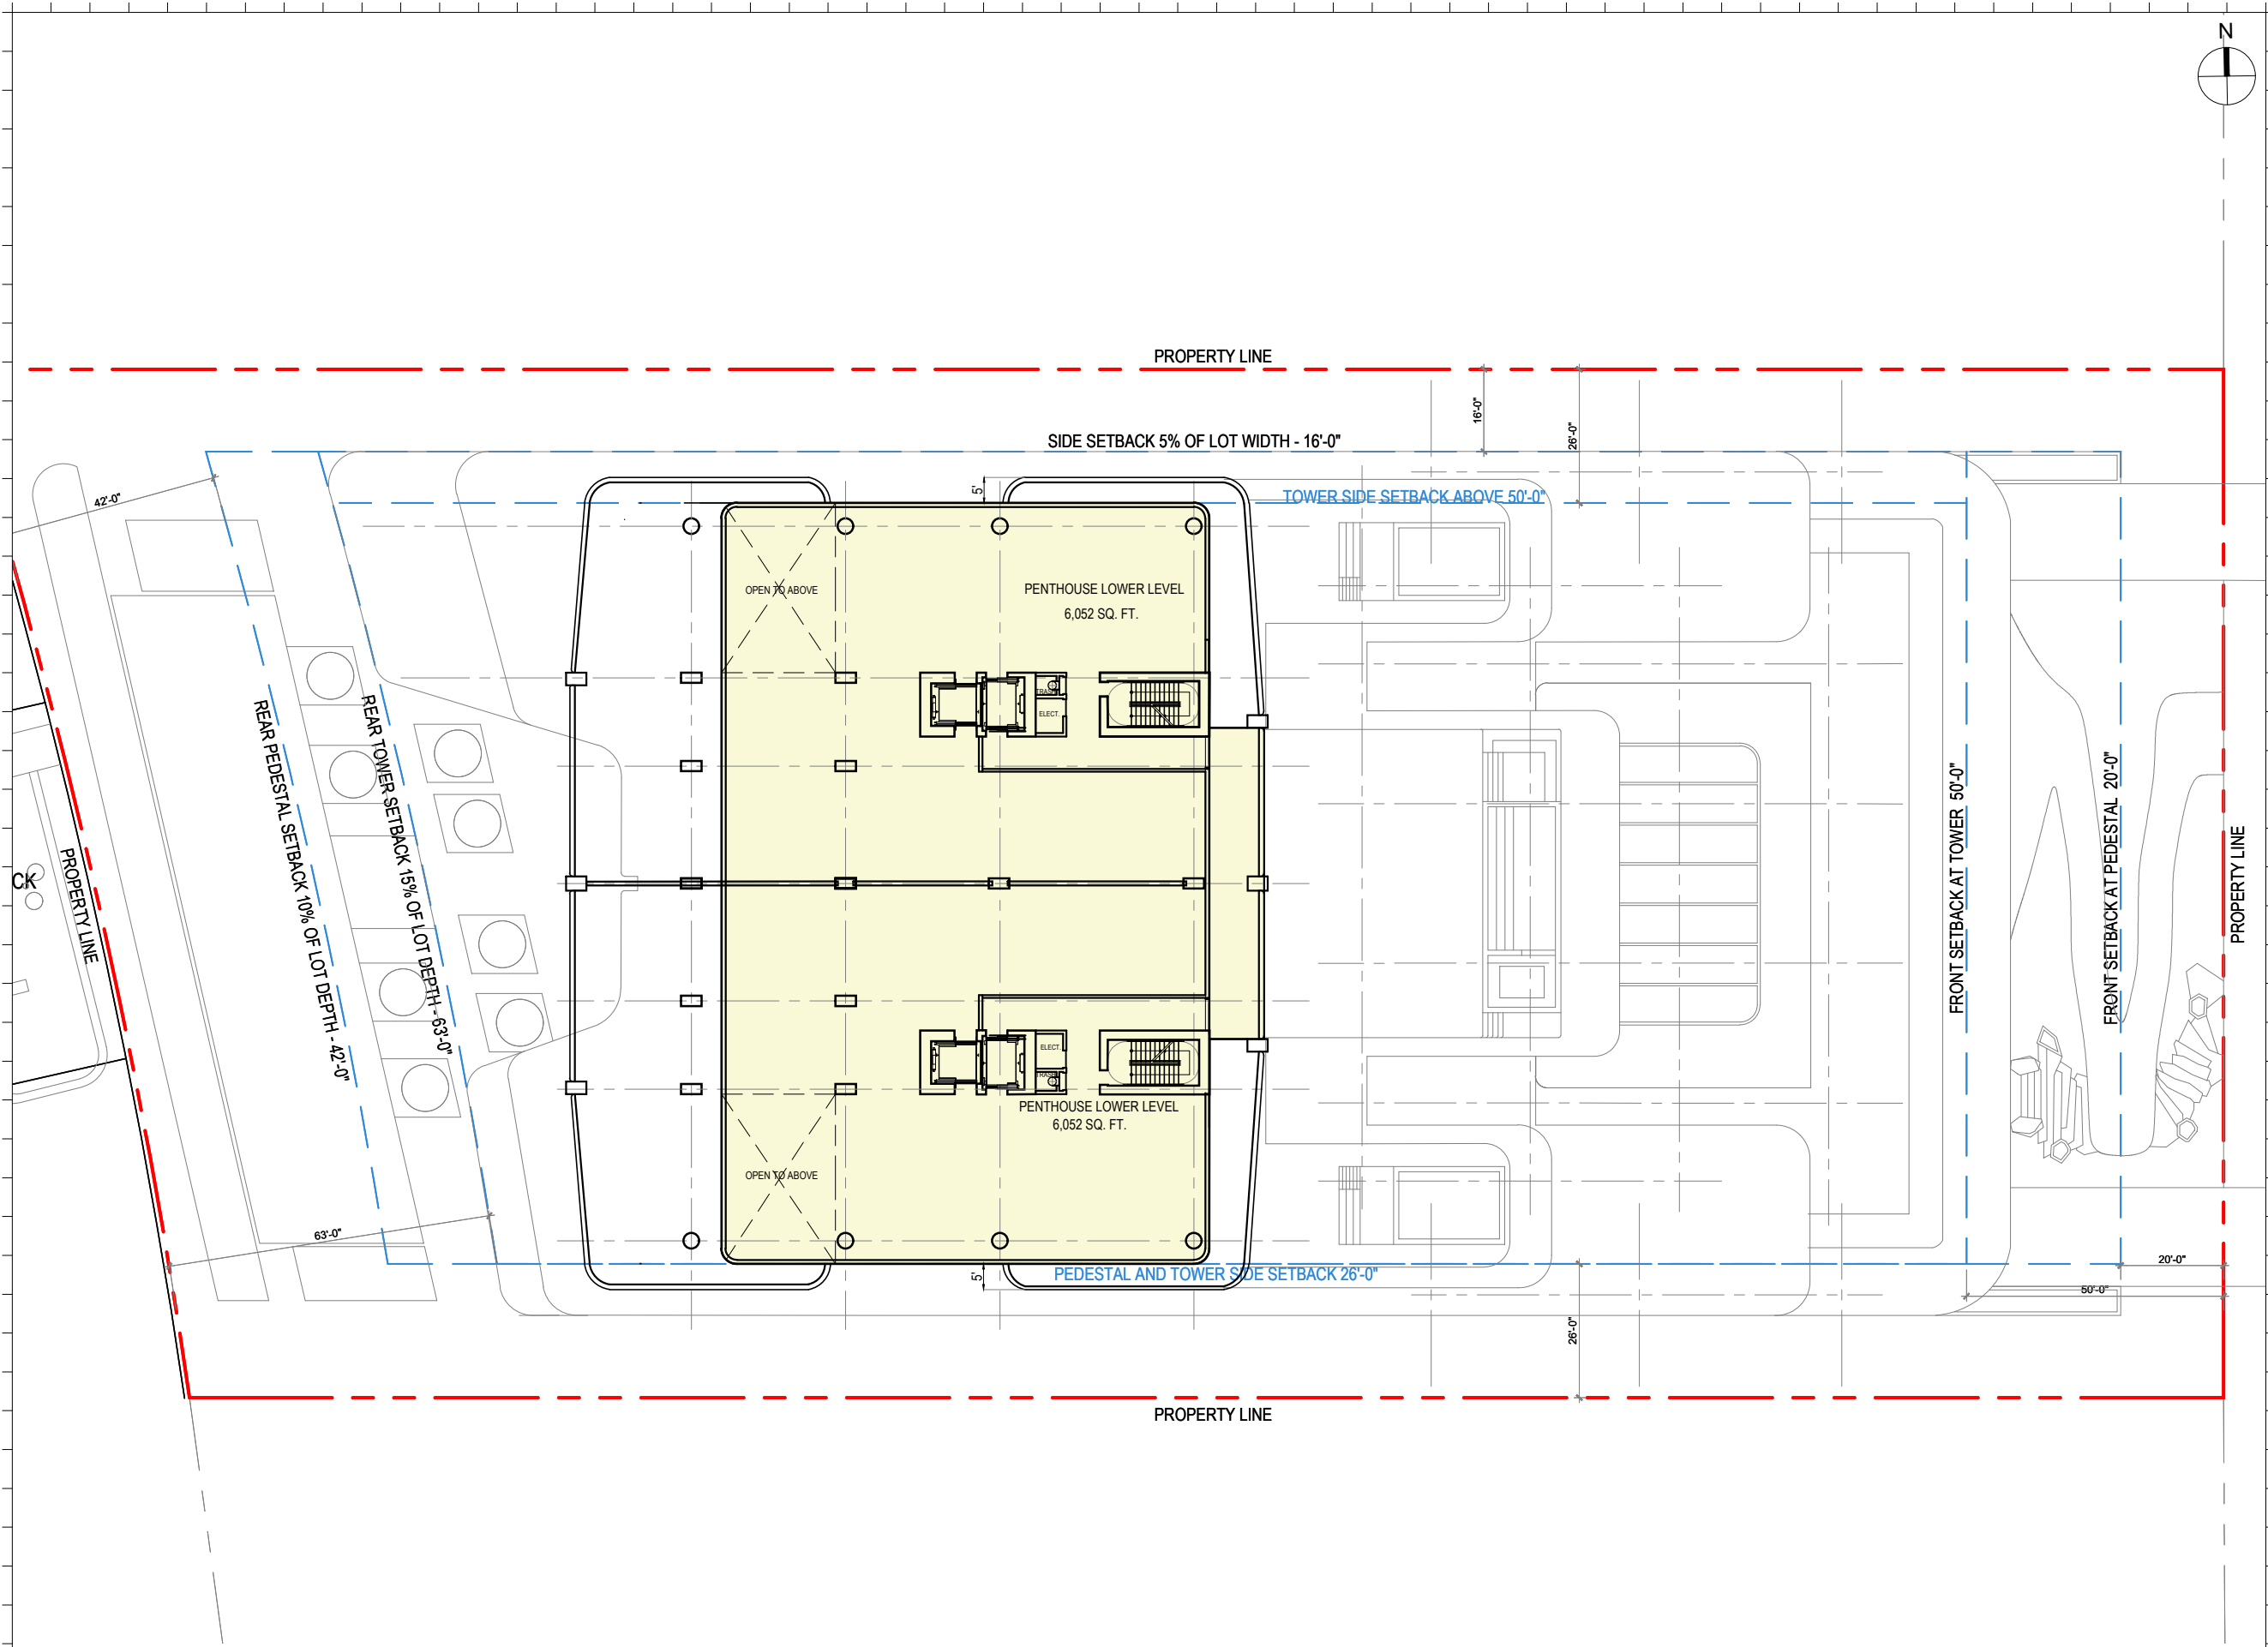 N
PROPERTY LINE
16'-0"
26'-0"
SIDE SETBACK 5% OF LOT WIDTH - 16'-0"
42'-0"
5'
TOWER SIDE SETBACK ABOVE 50'-0"
OPEN TO ABOVE
PENTHOUSE LOWER LEVEL
6,052 SQ. FT.
TRASH
ELECT.
REAR PEDESTAL SETBACK 10% OF LOT DEPTH - 42'-0"
REAR TOWER SETBACK 15% OF LOT DEPTH - 63'-0"
PROPERTY LINE
CK
FRONT SETBACK AT TOWER 50'-0"
FRONT SETBACK AT PEDESTAL 20'-0"
PROPERTY LINE
ELECT.
TRASH
PENTHOUSE LOWER LEVEL
6,052 SQ. FT.
OPEN TO ABOVE
63'-0"
5'
PEDESTAL AND TOWER SIDE SETBACK 26'-0"
20'-0"
50'-0"
26'-0"
PROPERTY LINE